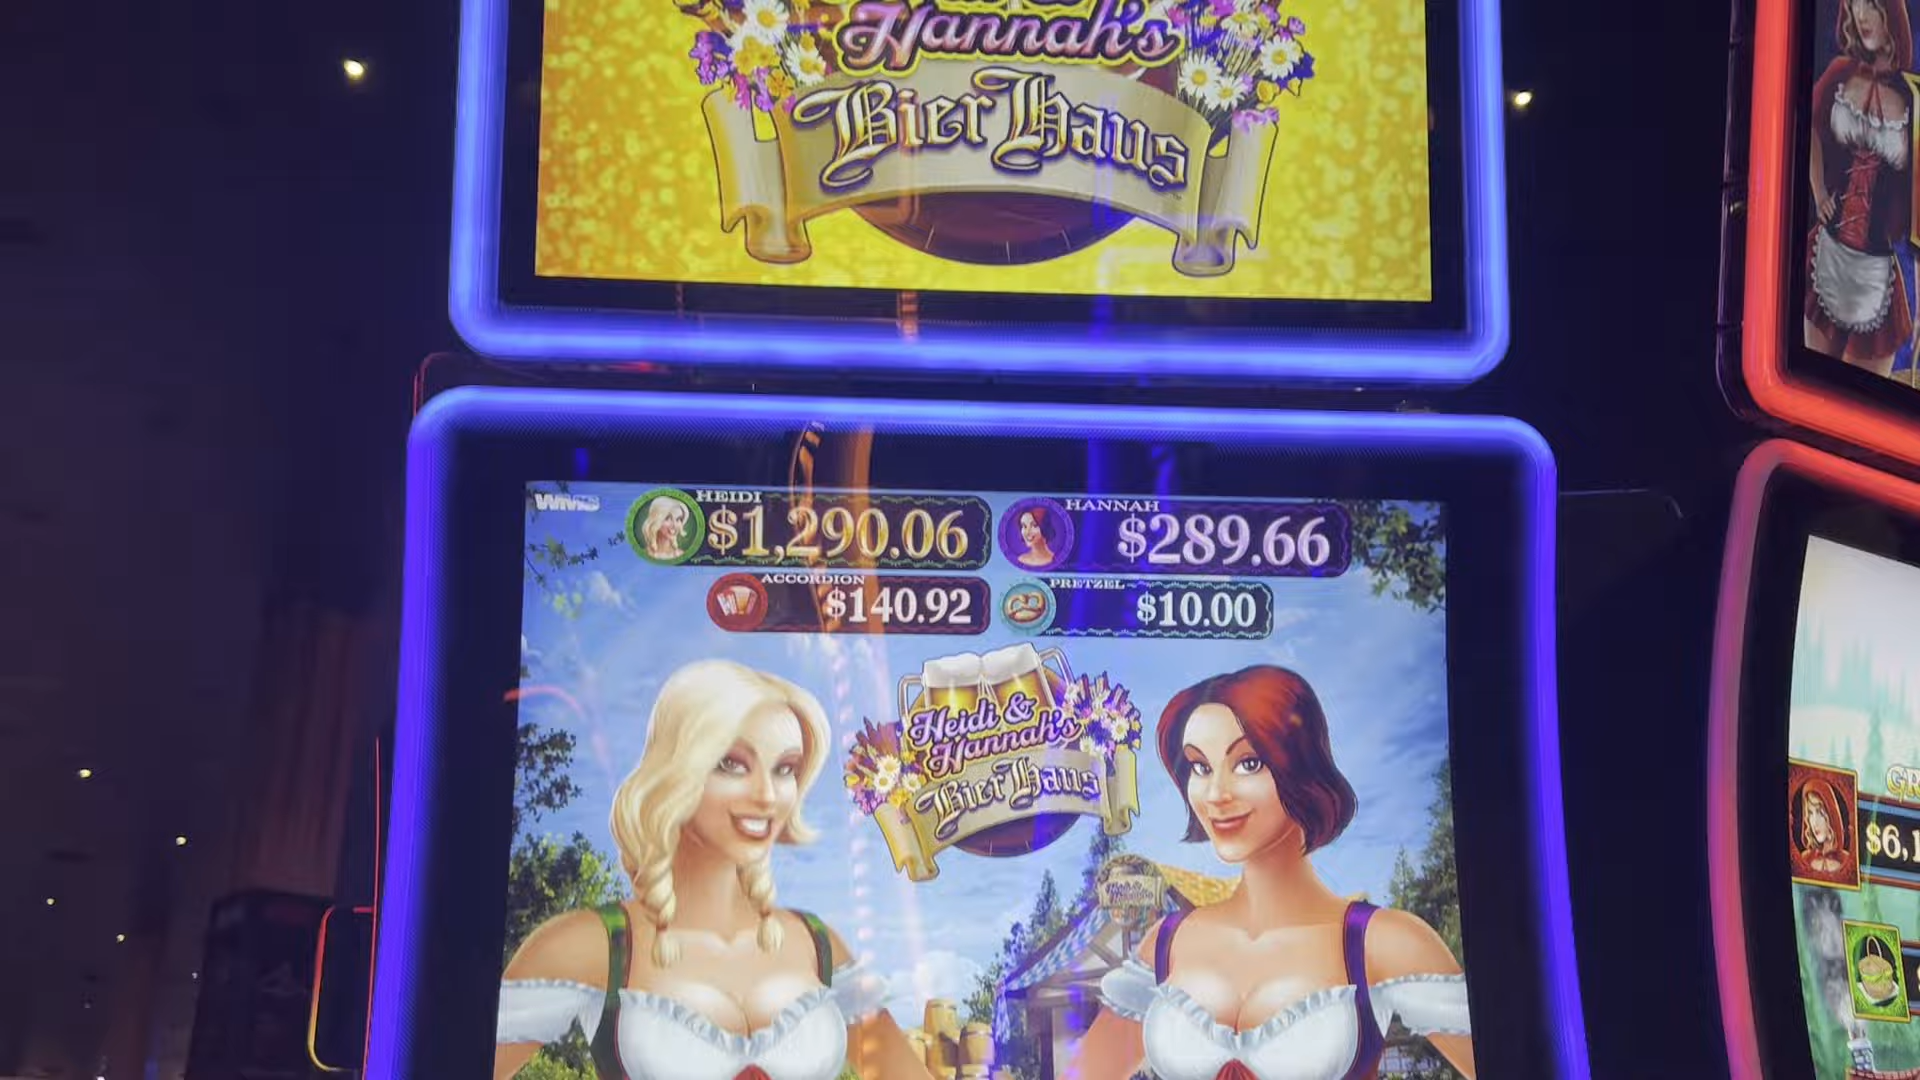 Hannah's
Bier Haus
WMS
HEIDI
$1,290.06
HANNAH
$289.66
ACCORDION
$140.92
PRETZEL
$10.00
Heidi &
Hannah's
Bier Haus
$6,1